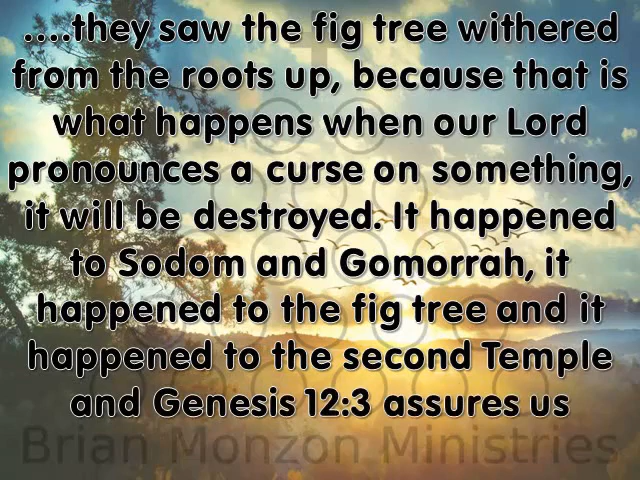 ....they saw the fig tree withered
from the roots up, because that is
what happens when our Lord
pronounces a curse on something,
it will be destroyed. It happened
to Sodom and Gomorrah, it
happened to the fig tree and it
happened to the second Temple
and Genesis 12:3 assures us
Brian Monzon Ministries